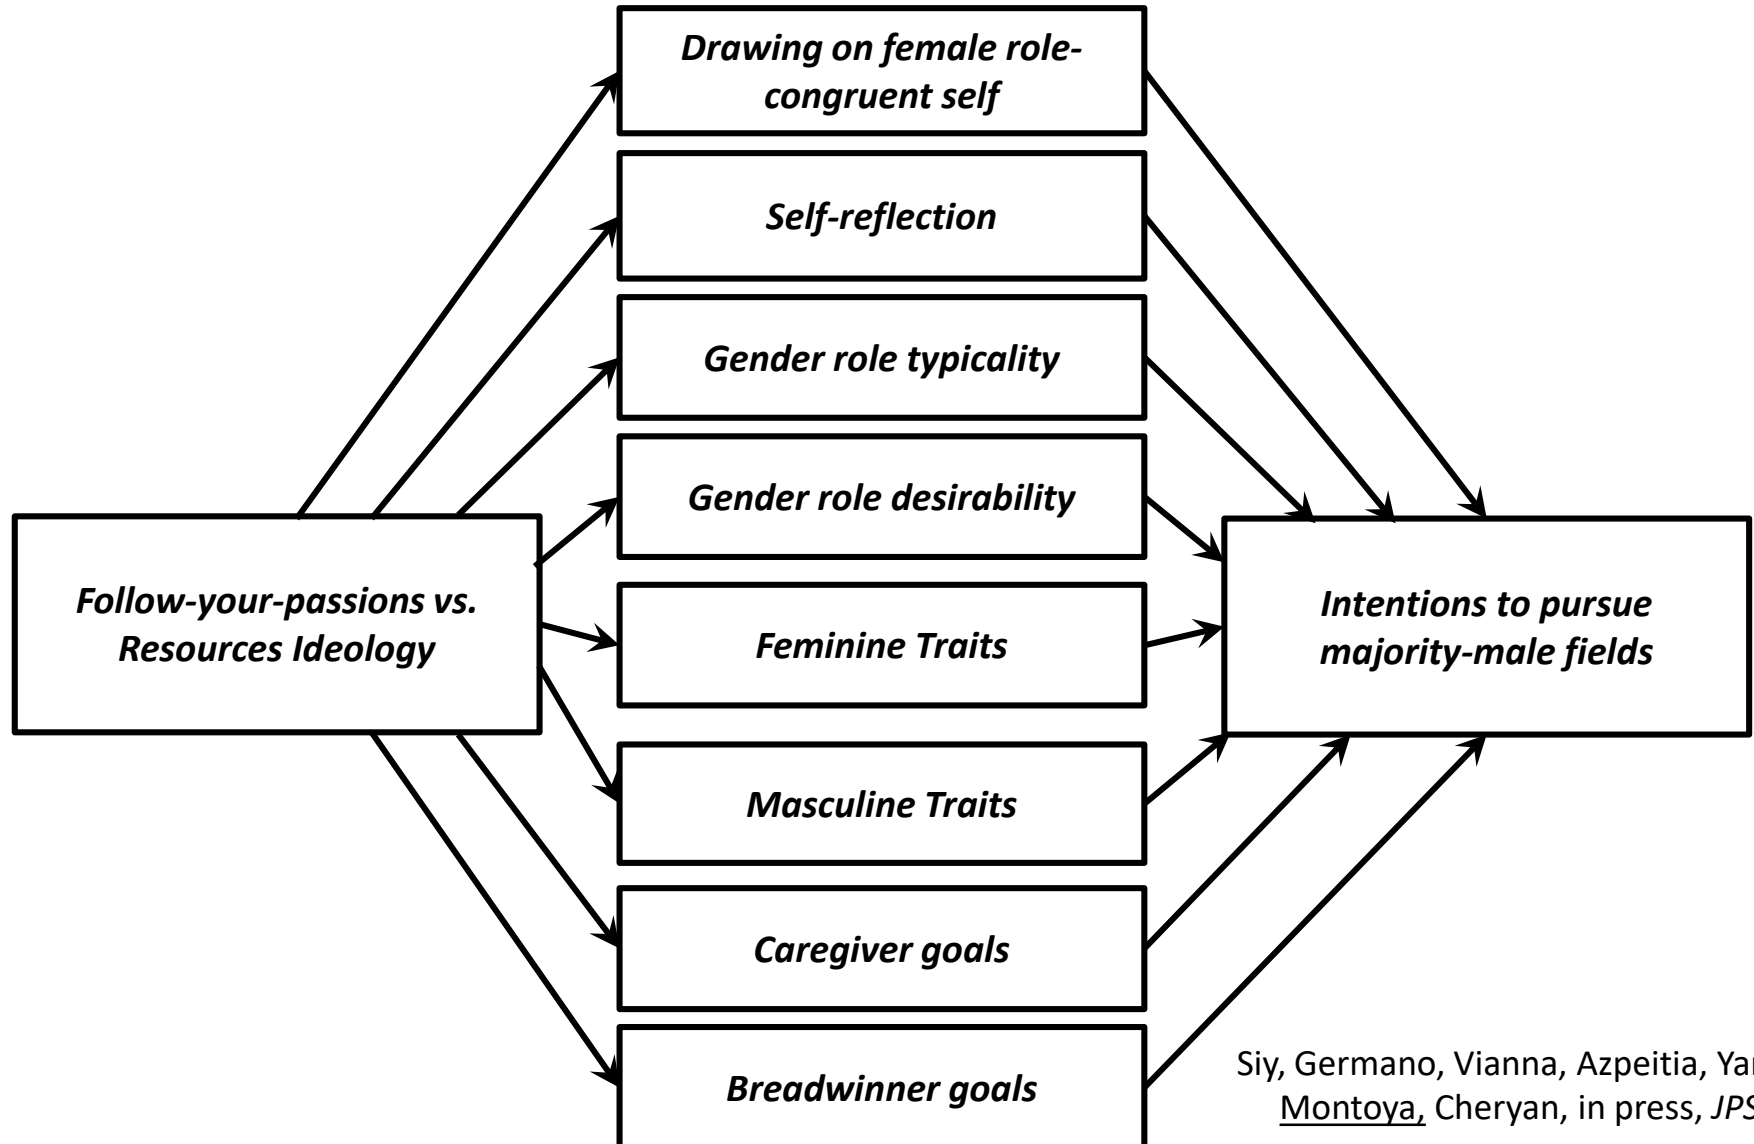 Drawing on female role-
congruent self
Self-reflection
Gender role typicality
Gender role desirability
Follow-your-passions vs.
Resources Ideology
Feminine Traits
Intentions to pursue
majority-male fields
Masculine Traits
Caregiver goals
Breadwinner goals
Siy, Germano, Vianna, Azpeitia,
Montoya, Cheryan, in press,